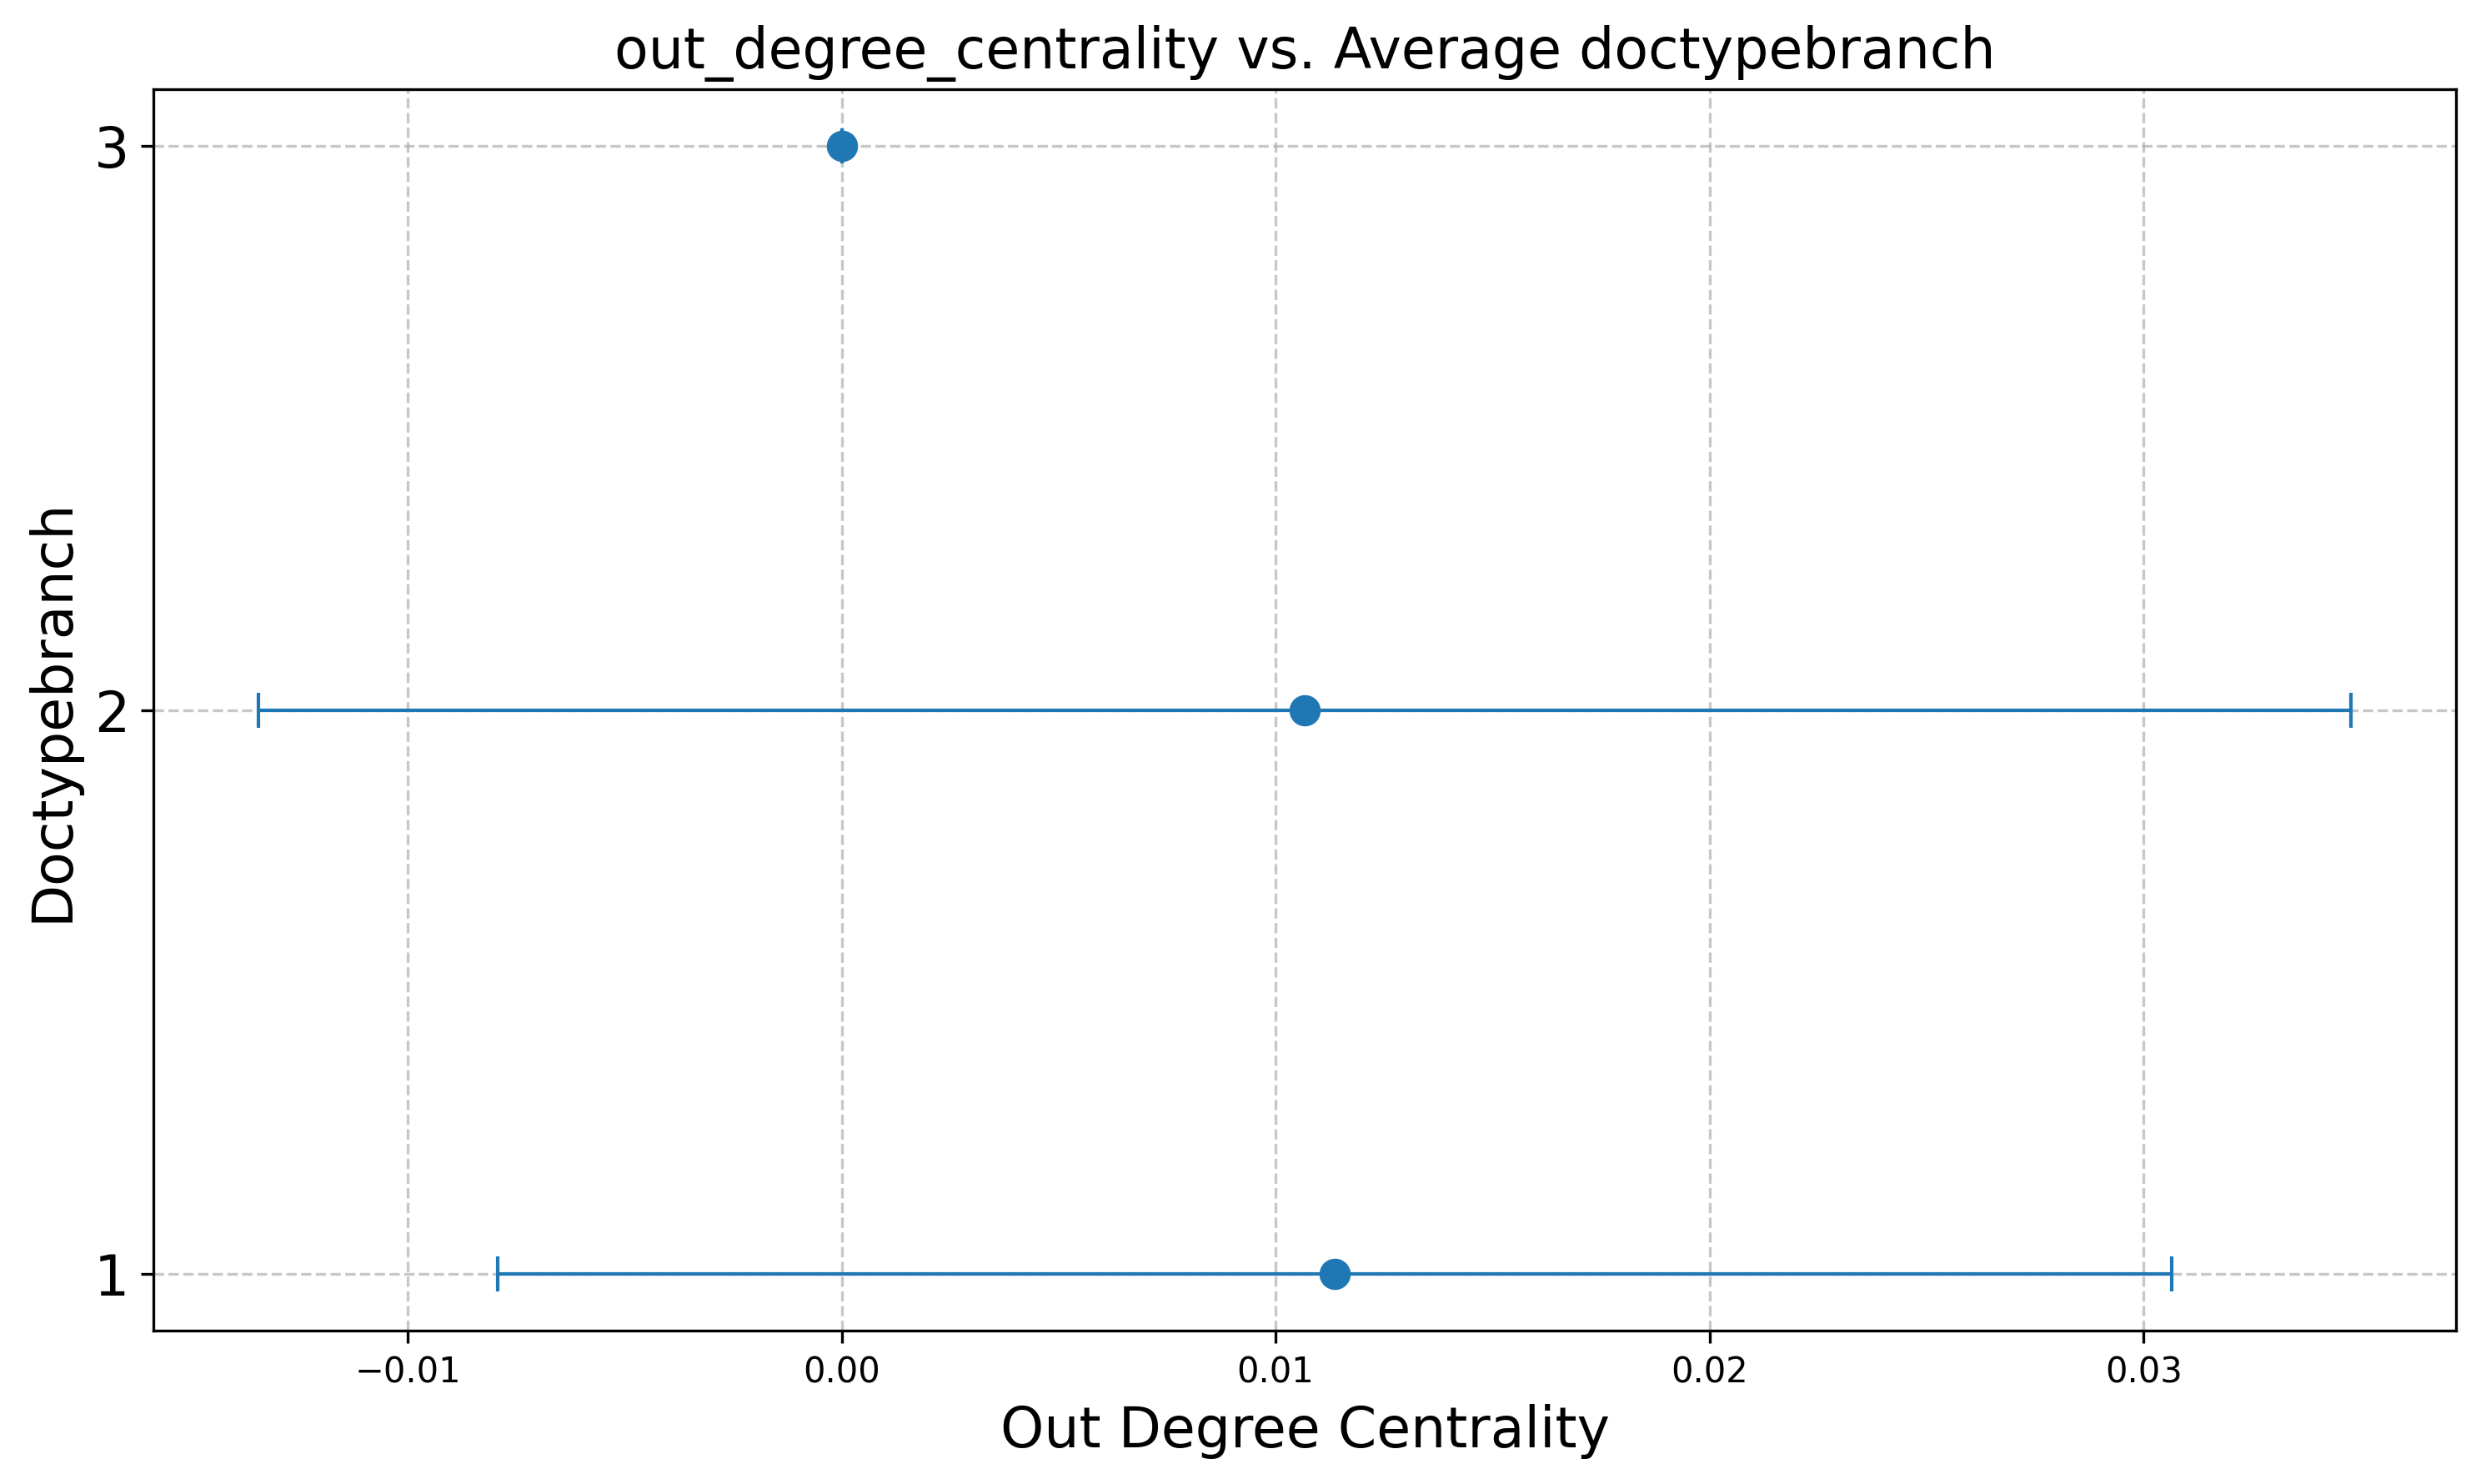 out_degree_centrality vs. Average doctypebranch
3
2
1
Doctypebranch
−0.01 0.00 0.01 0.02 0.03
Out Degree Centrality